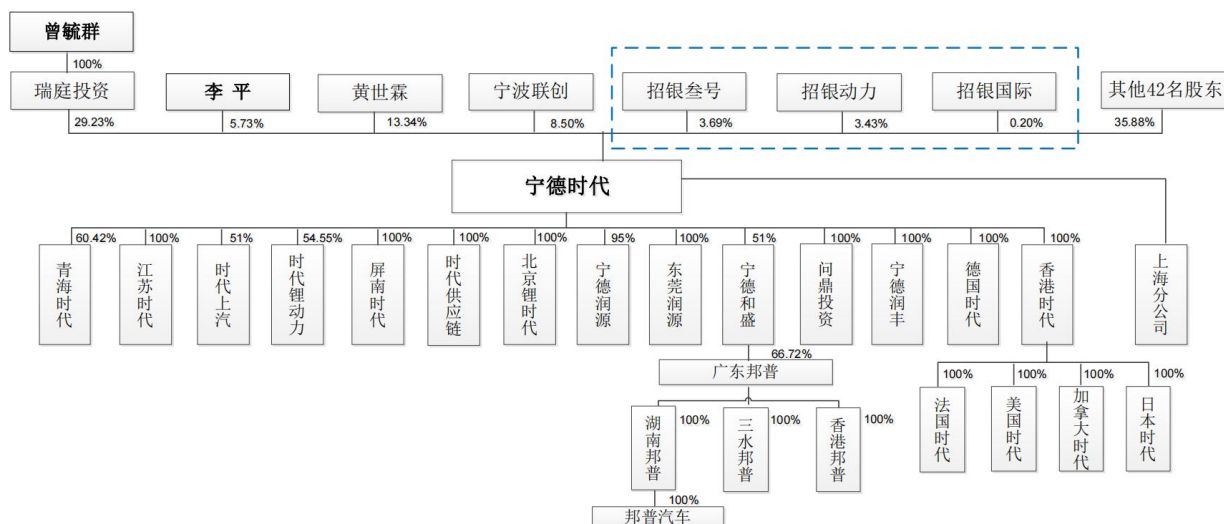 曾毓群
100%
瑞庭投资
李 平
黄世霖
宁波联创
招银叁号
招银动力
招银国际
其他42名股东
29.23%
5.73%
13.34%
8.50%
3.69%
3.43%
0.20%
35.88%
宁德时代
60.42%
100%
51%
54.55%
100%
100%
100%
95%
100%
51%
100%
100%
100%
100%
青海时代
江苏时代
时代上汽
时代锂动力
屏南时代
时代供应链
北京锂时代
宁德润源
东莞润源
宁德和盛
问鼎投资
宁德润丰
德国时代
香港时代
上海分公司
66.72%
广东邦普
100%
100%
100%
100%
法国时代
美国时代
加拿大时代
日本时代
湖南邦普
100%
三水邦普
100%
香港邦普
100%
100%
邦普汽车